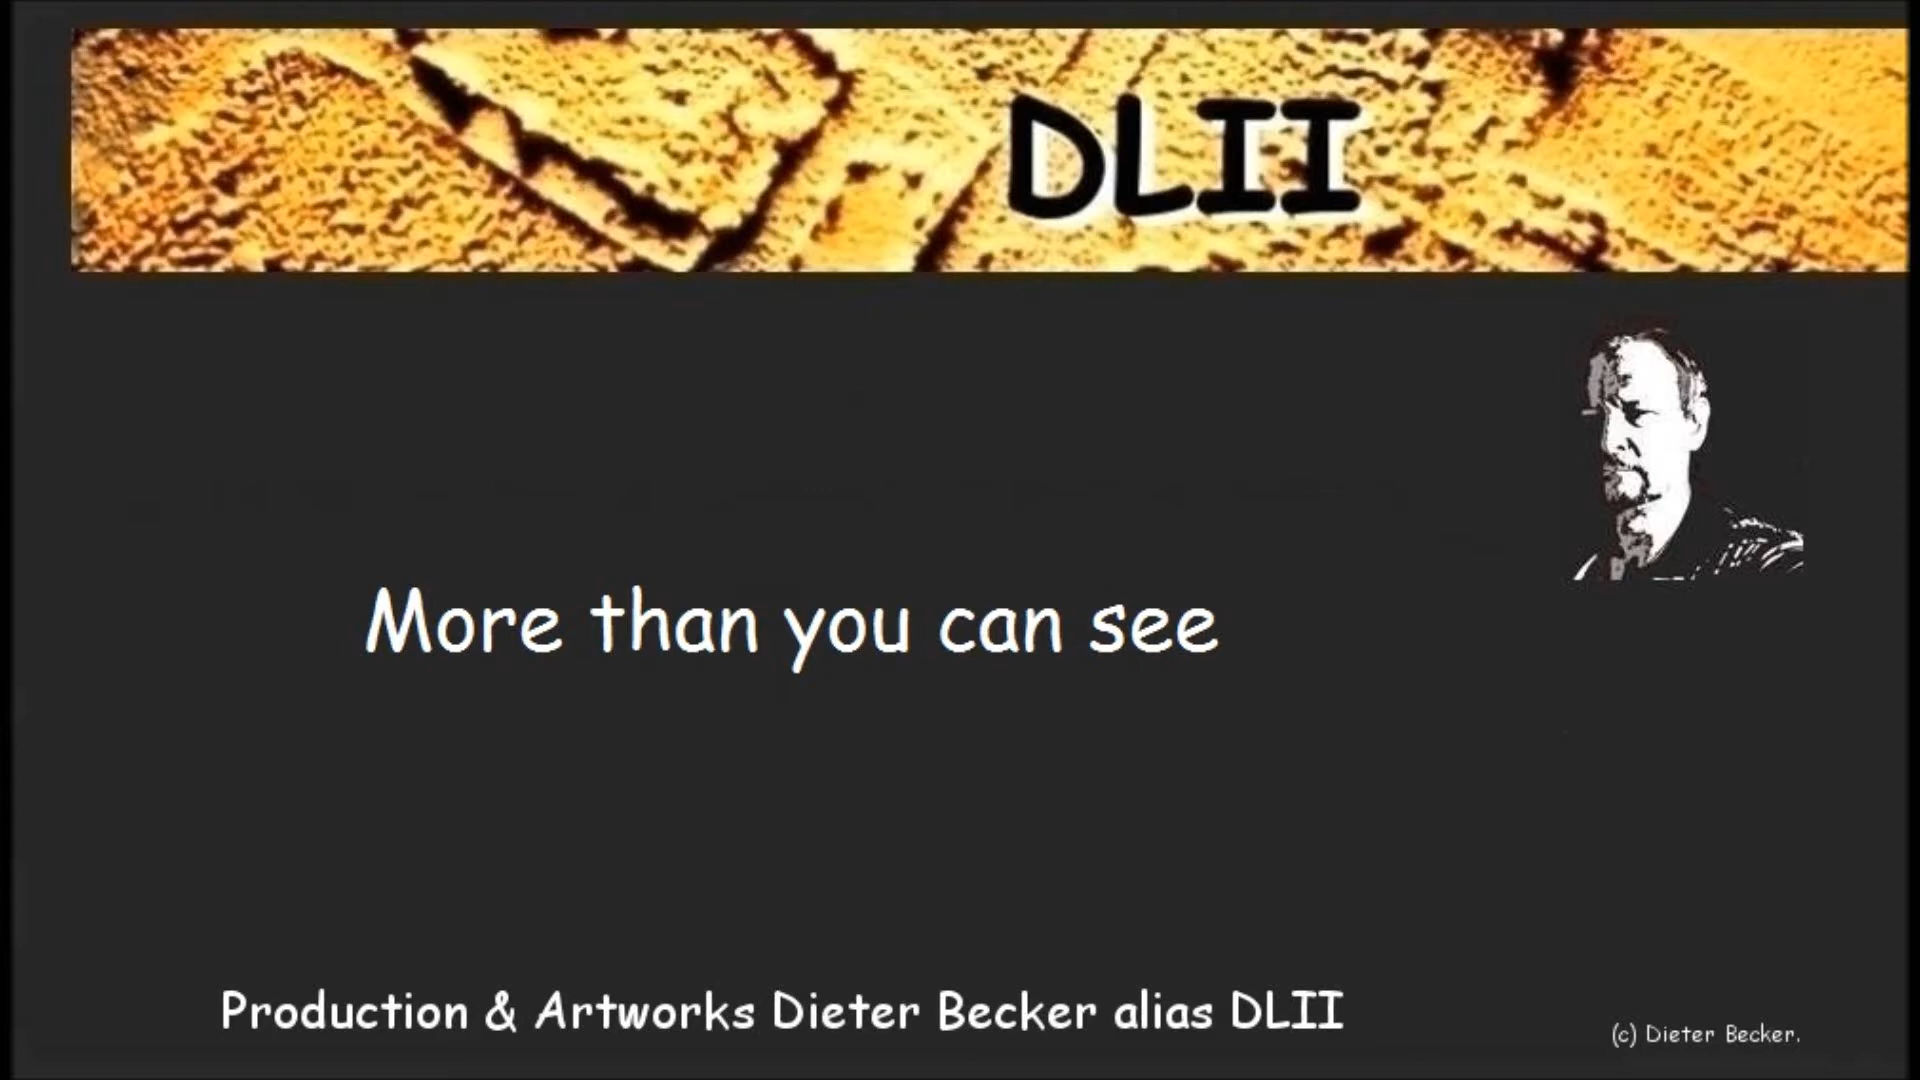 DLII
More than you can see
Production & Artworks Dieter Becker alias DLII
(c) Dieter Becker.